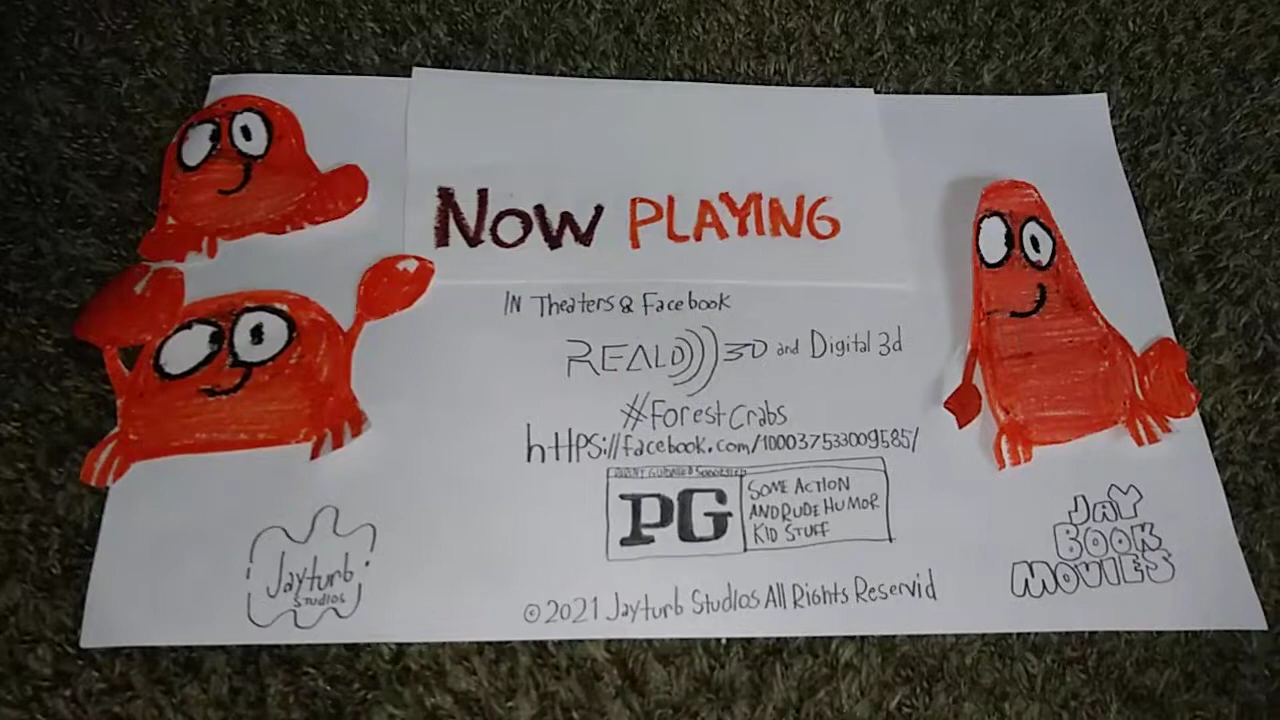 Now PLAYING
IN Theaters & Facebook
REALD 3D and Digital 3d
#ForestCrabs
https://facebook.com/100037533009585/
PG
SOME ACTION
AND RUDE HUMOR
KID STUFF
Jayturb
STUDIOS
JAY
BOOK
MOVIES
©2021 Jayturb Studios All Rights Reservid